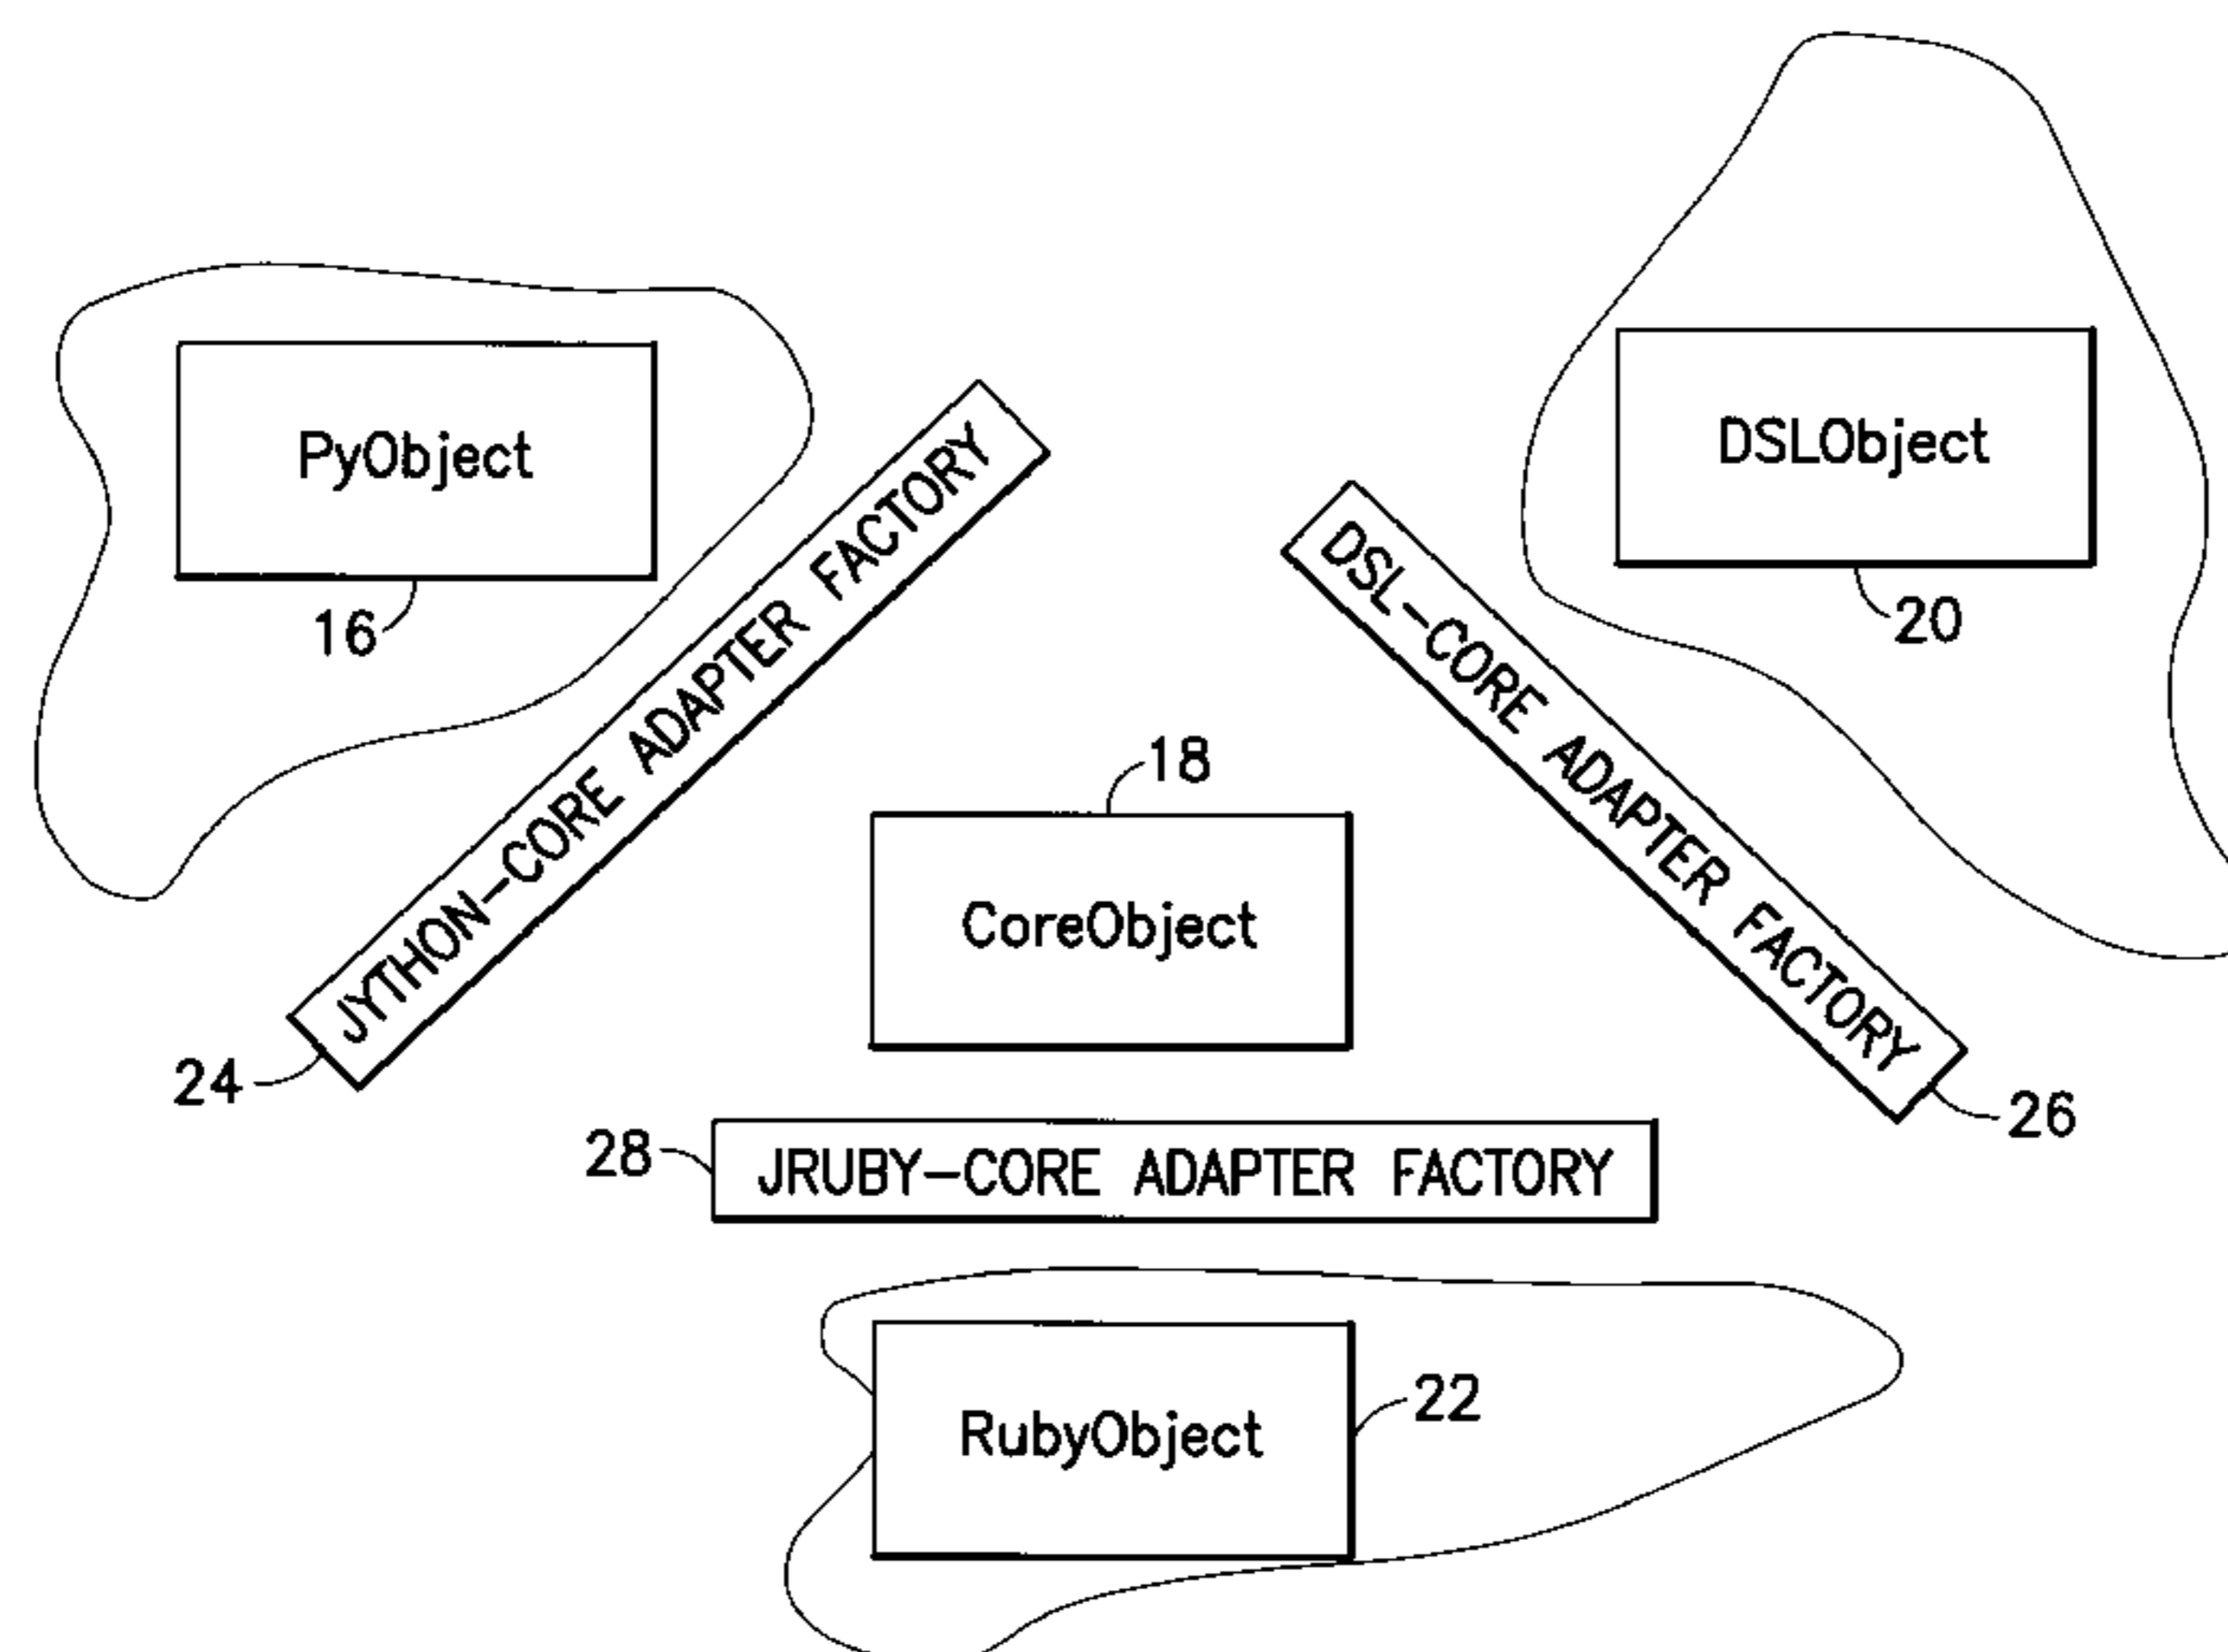 PyObject
16
DSLObject
20
JYTHON-CORE ADAPTER FACTORY
24
DSL-CORE ADAPTER FACTORY
26
18
CoreObject
28
JRUBY-CORE ADAPTER FACTORY
RubyObject
22